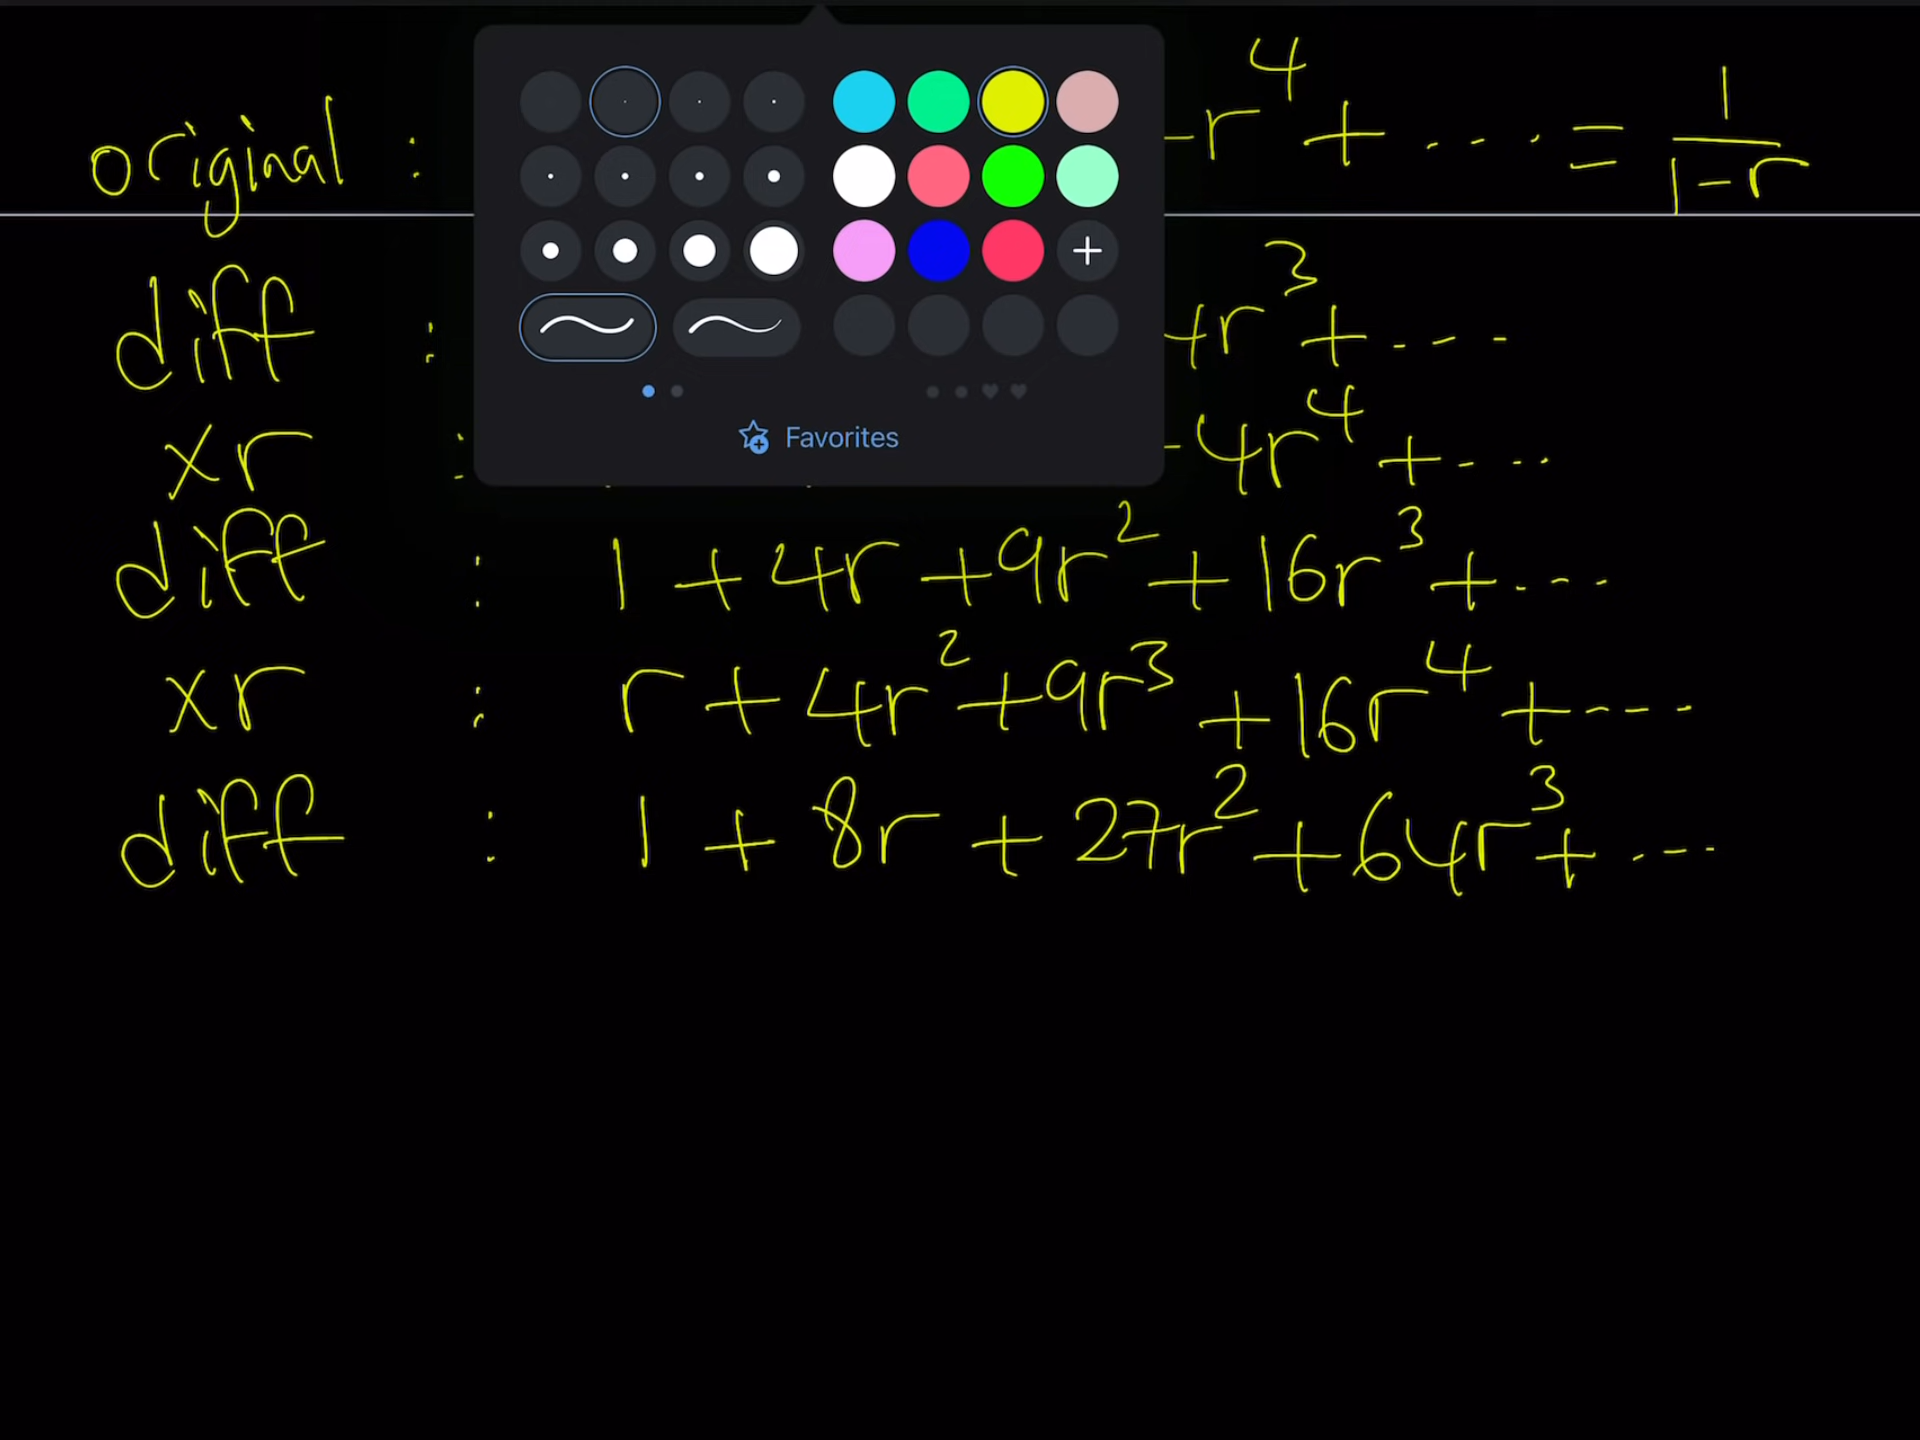 original : r⁴ + ···· = 1/(1-r)
diff : 4r³ + ---
xr : 4r⁴ + ---
Favorites
diff : 1 + 4r + 9r² + 16r³ + ---
xr : r + 4r² + 9r³ + 16r⁴ + ----
diff : 1 + 8r + 27r² + 64r³ + ---